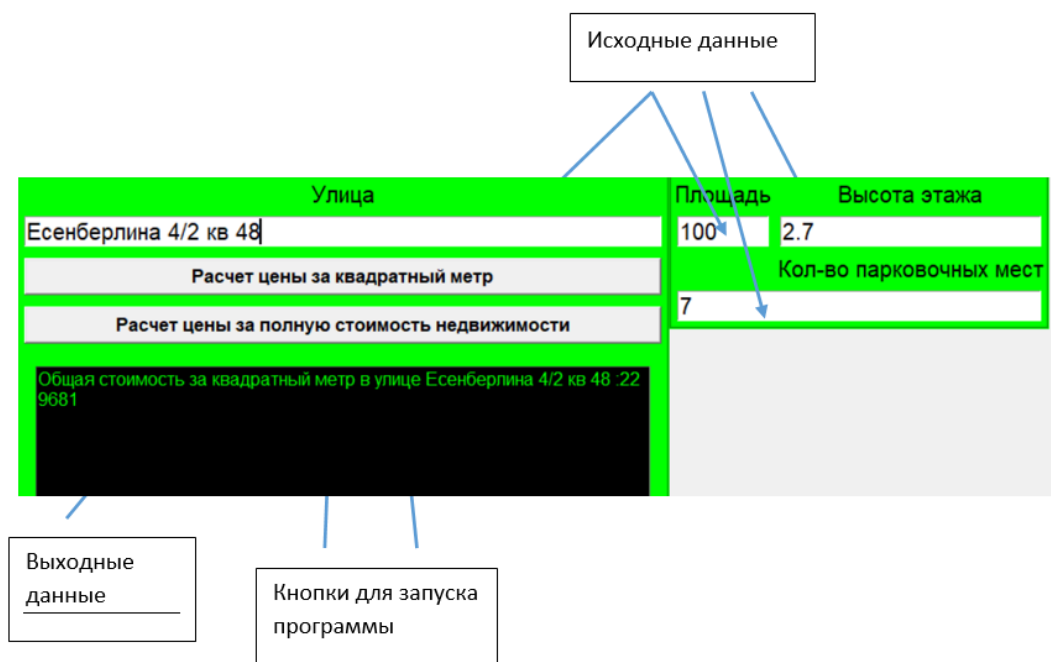 Исходные данные
Улица
Площадь
Высота этажа
Есенберлина 4/2 кв 48
100
2.7
Расчет цены за квадратный метр
Кол-во парковочных мест
7
Расчет цены за полную стоимость недвижимости
Общая стоимость за квадратный метр в улице Есенберлина 4/2 кв 48 :22
9681
Выходные
данные
Кнопки для запуска
программы